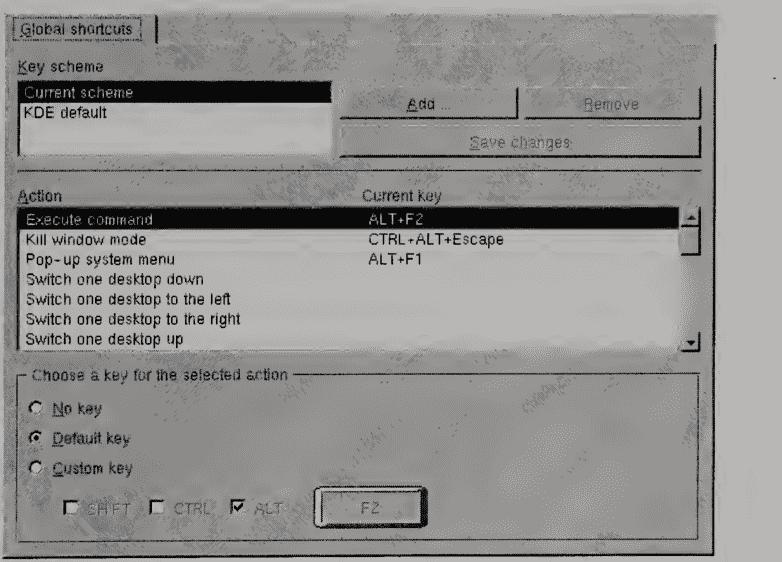 Global shortcuts
Key scheme
Current scheme
KDE default
Add ...
Remove
Save changes
Action Current key
Execute command ALT+F2
Kill window mode CTRL+ALT+Escape
Pop-up system menu ALT+F1
Switch one desktop down
Switch one desktop to the left
Switch one desktop to the right
Switch one desktop up
Choose a key for the selected action
No key
Default key
Custom key
SHIFT CTRL ALT F2